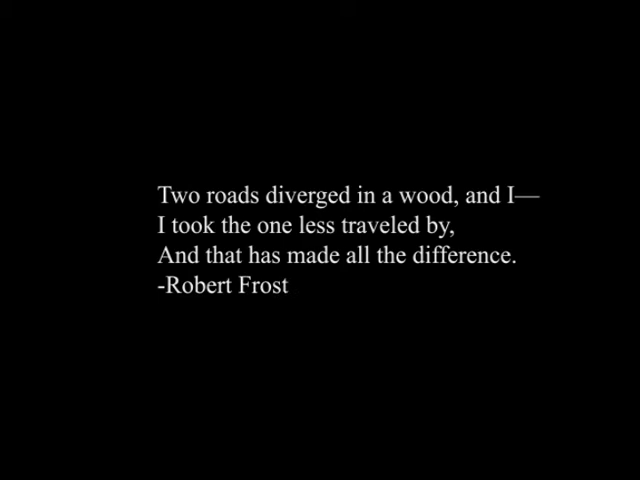 Two roads diverged in a wood, and I—
I took the one less traveled by,
And that has made all the difference.
-Robert Frost